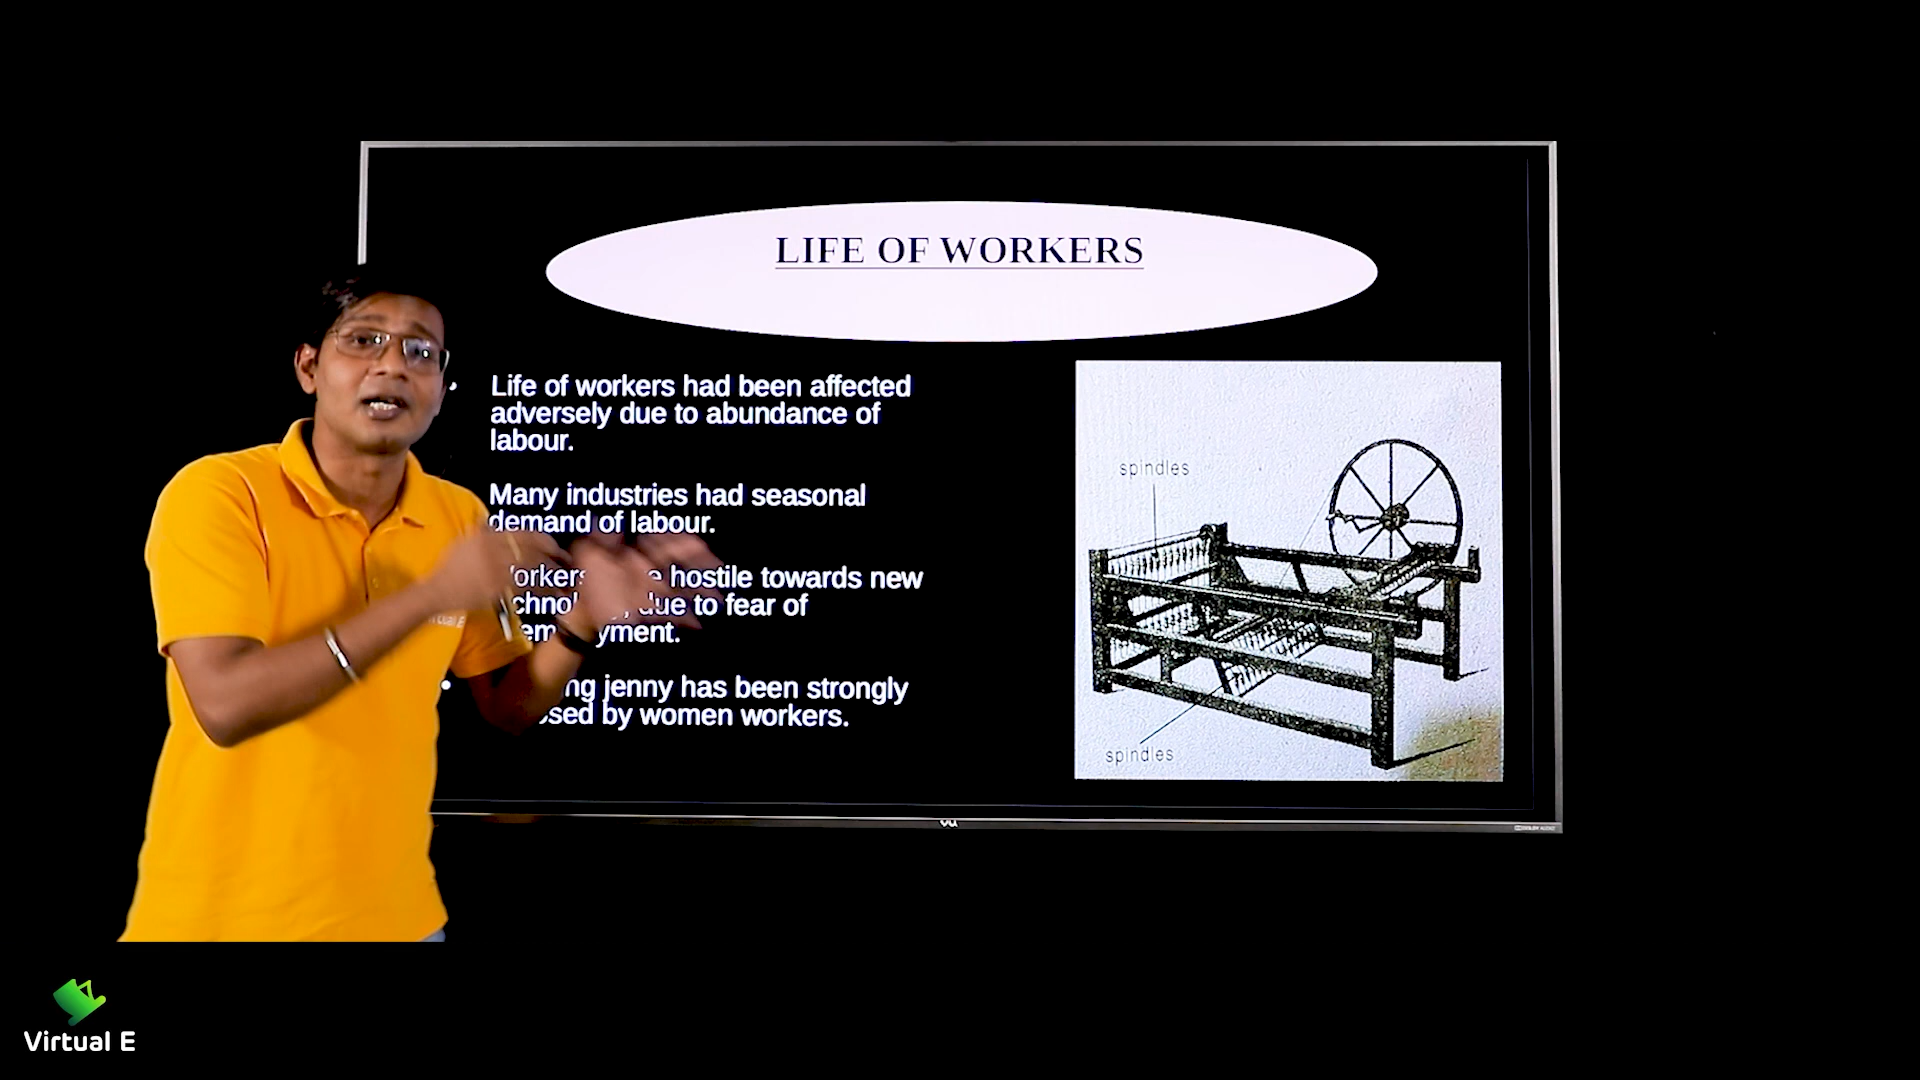 LIFE OF WORKERS
Life of workers had been affected
adversely due to abundance of
labour.
Many industries had seasonal
demand of labour.
hostile towards new
due to fear of
jenny has been strongly
by women workers.
spindles
spindles
vu
Virtual E